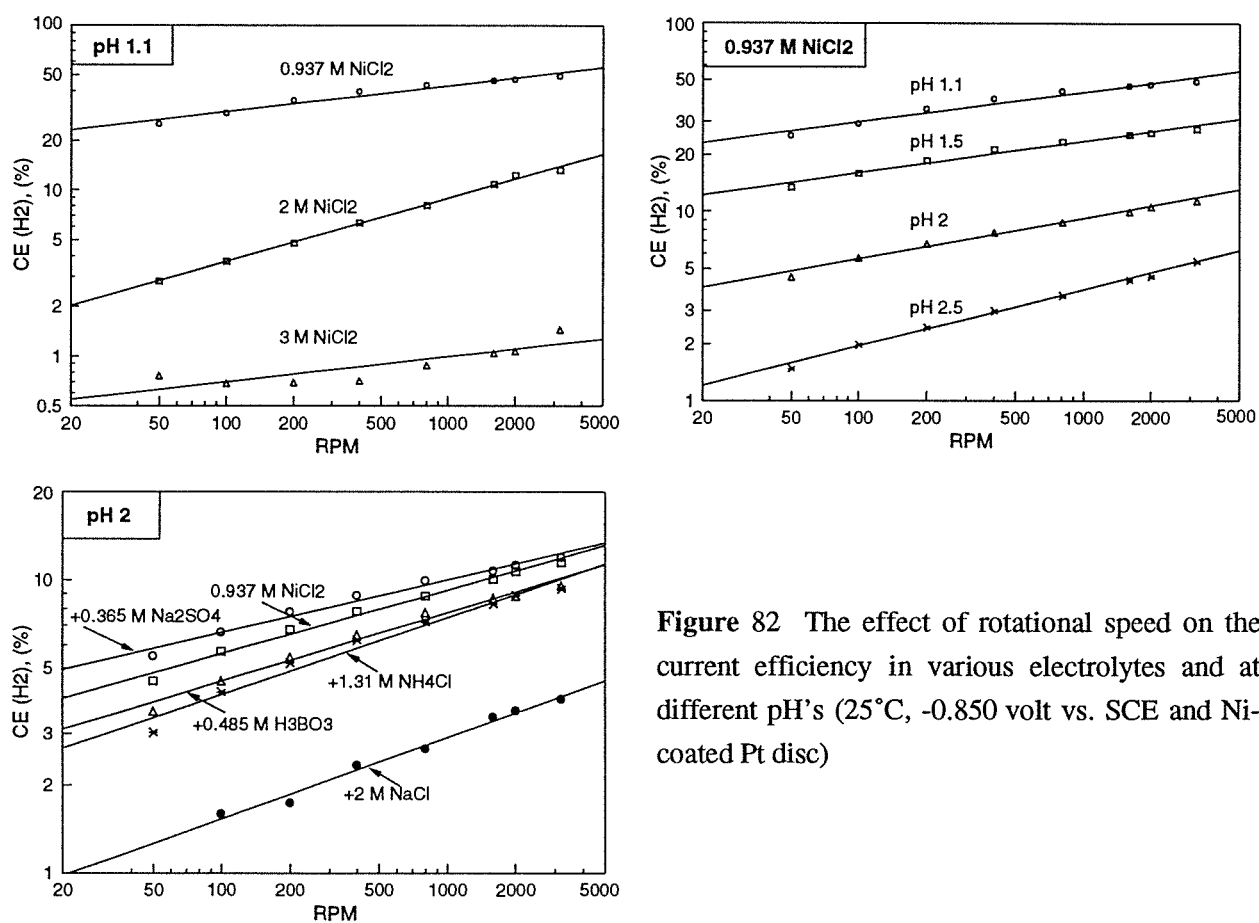 pH 1.1
0.937 M NiCl2
2 M NiCl2
3 M NiCl2
CE (H2), (%)
100
50
20
10
5
2
1
0.5
20
50
100
200
500
1000
2000
5000
RPM
0.937 M NiCl2
pH 1.1
pH 1.5
pH 2
pH 2.5
CE (H2), (%)
100
50
30
20
10
5
3
2
1
20
50
100
200
500
1000
2000
5000
RPM
pH 2
0.937 M NiCl2
+0.365 M Na2SO4
+1.31 M NH4Cl
+0.485 M H3BO3
+2 M NaCl
CE (H2), (%)
20
10
5
3
2
1
20
50
100
200
500
1000
2000
5000
RPM
Figure 82 The effect of rotational speed on the
current efficiency in various electrolytes and at
different pH's (25°C, -0.850 volt vs. SCE and Ni-
coated Pt disc)